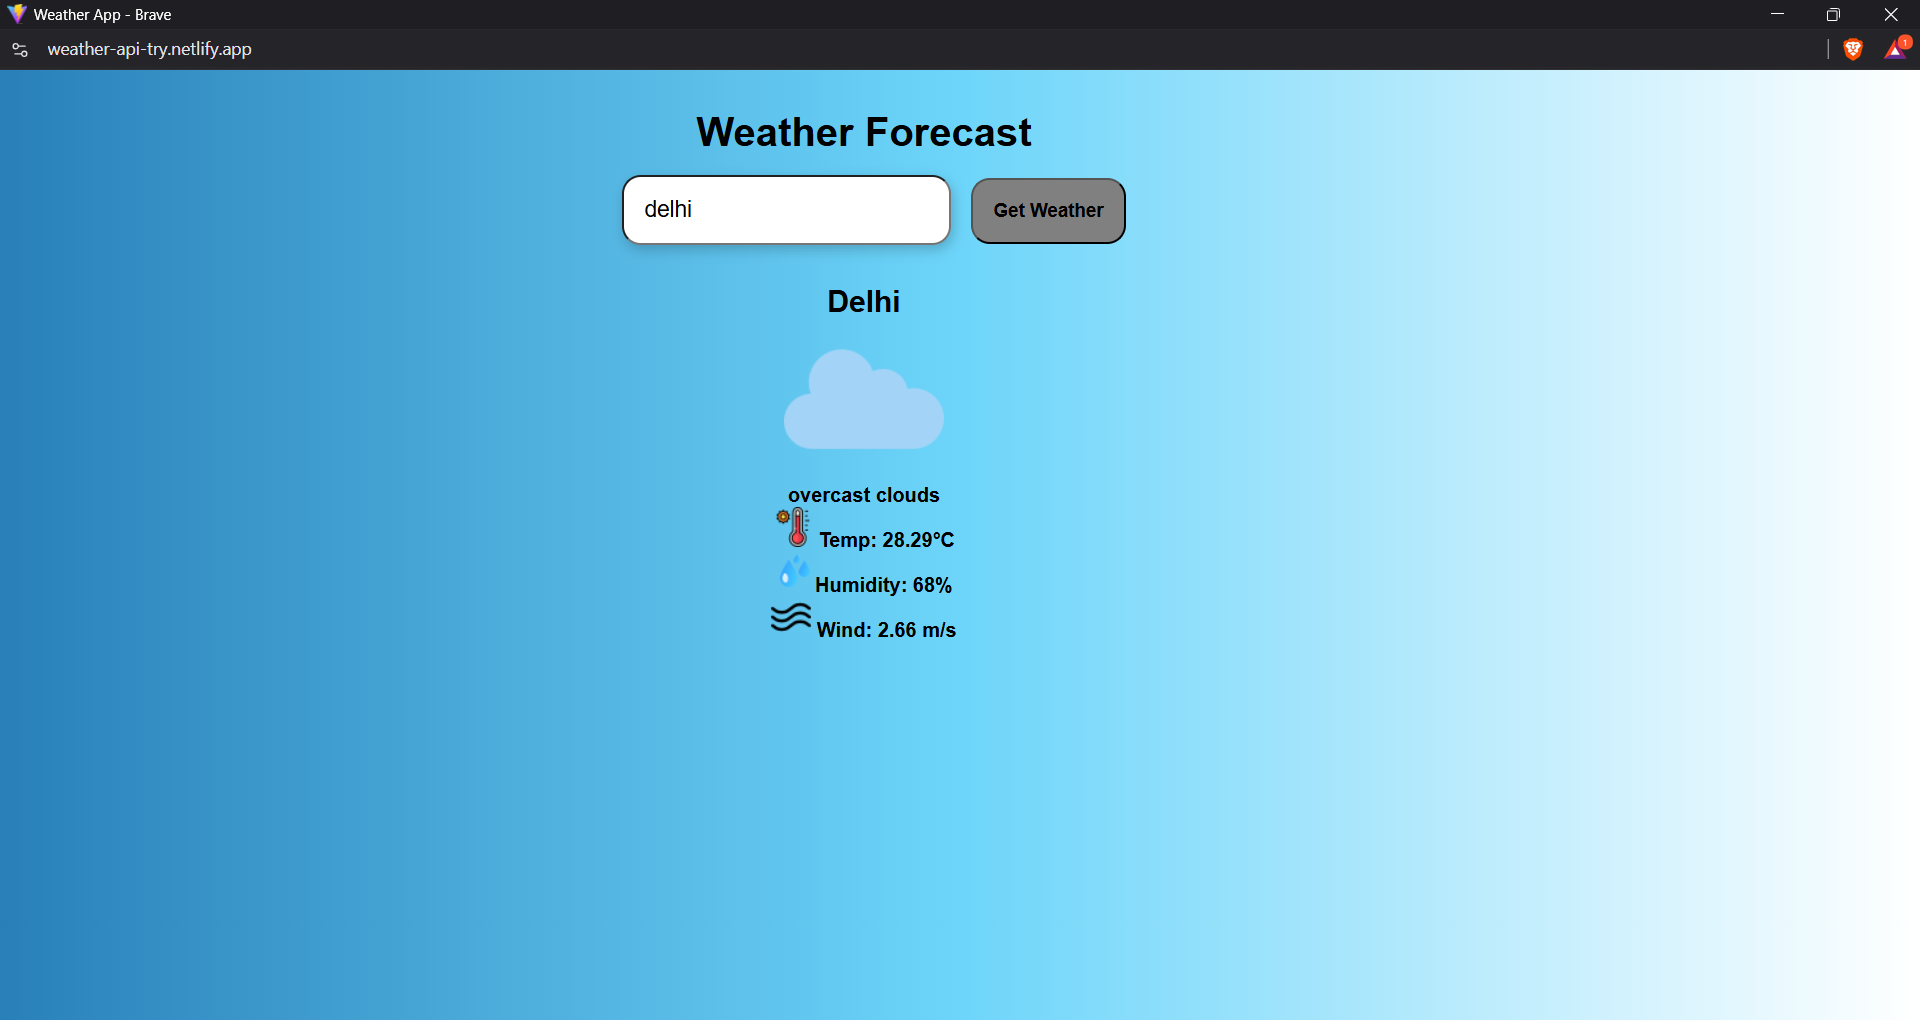 Weather App - Brave
weather-api-try.netlify.app
1
Weather Forecast
delhi
Get Weather
Delhi
overcast clouds
Temp: 28.29°C
Humidity: 68%
Wind: 2.66 m/s